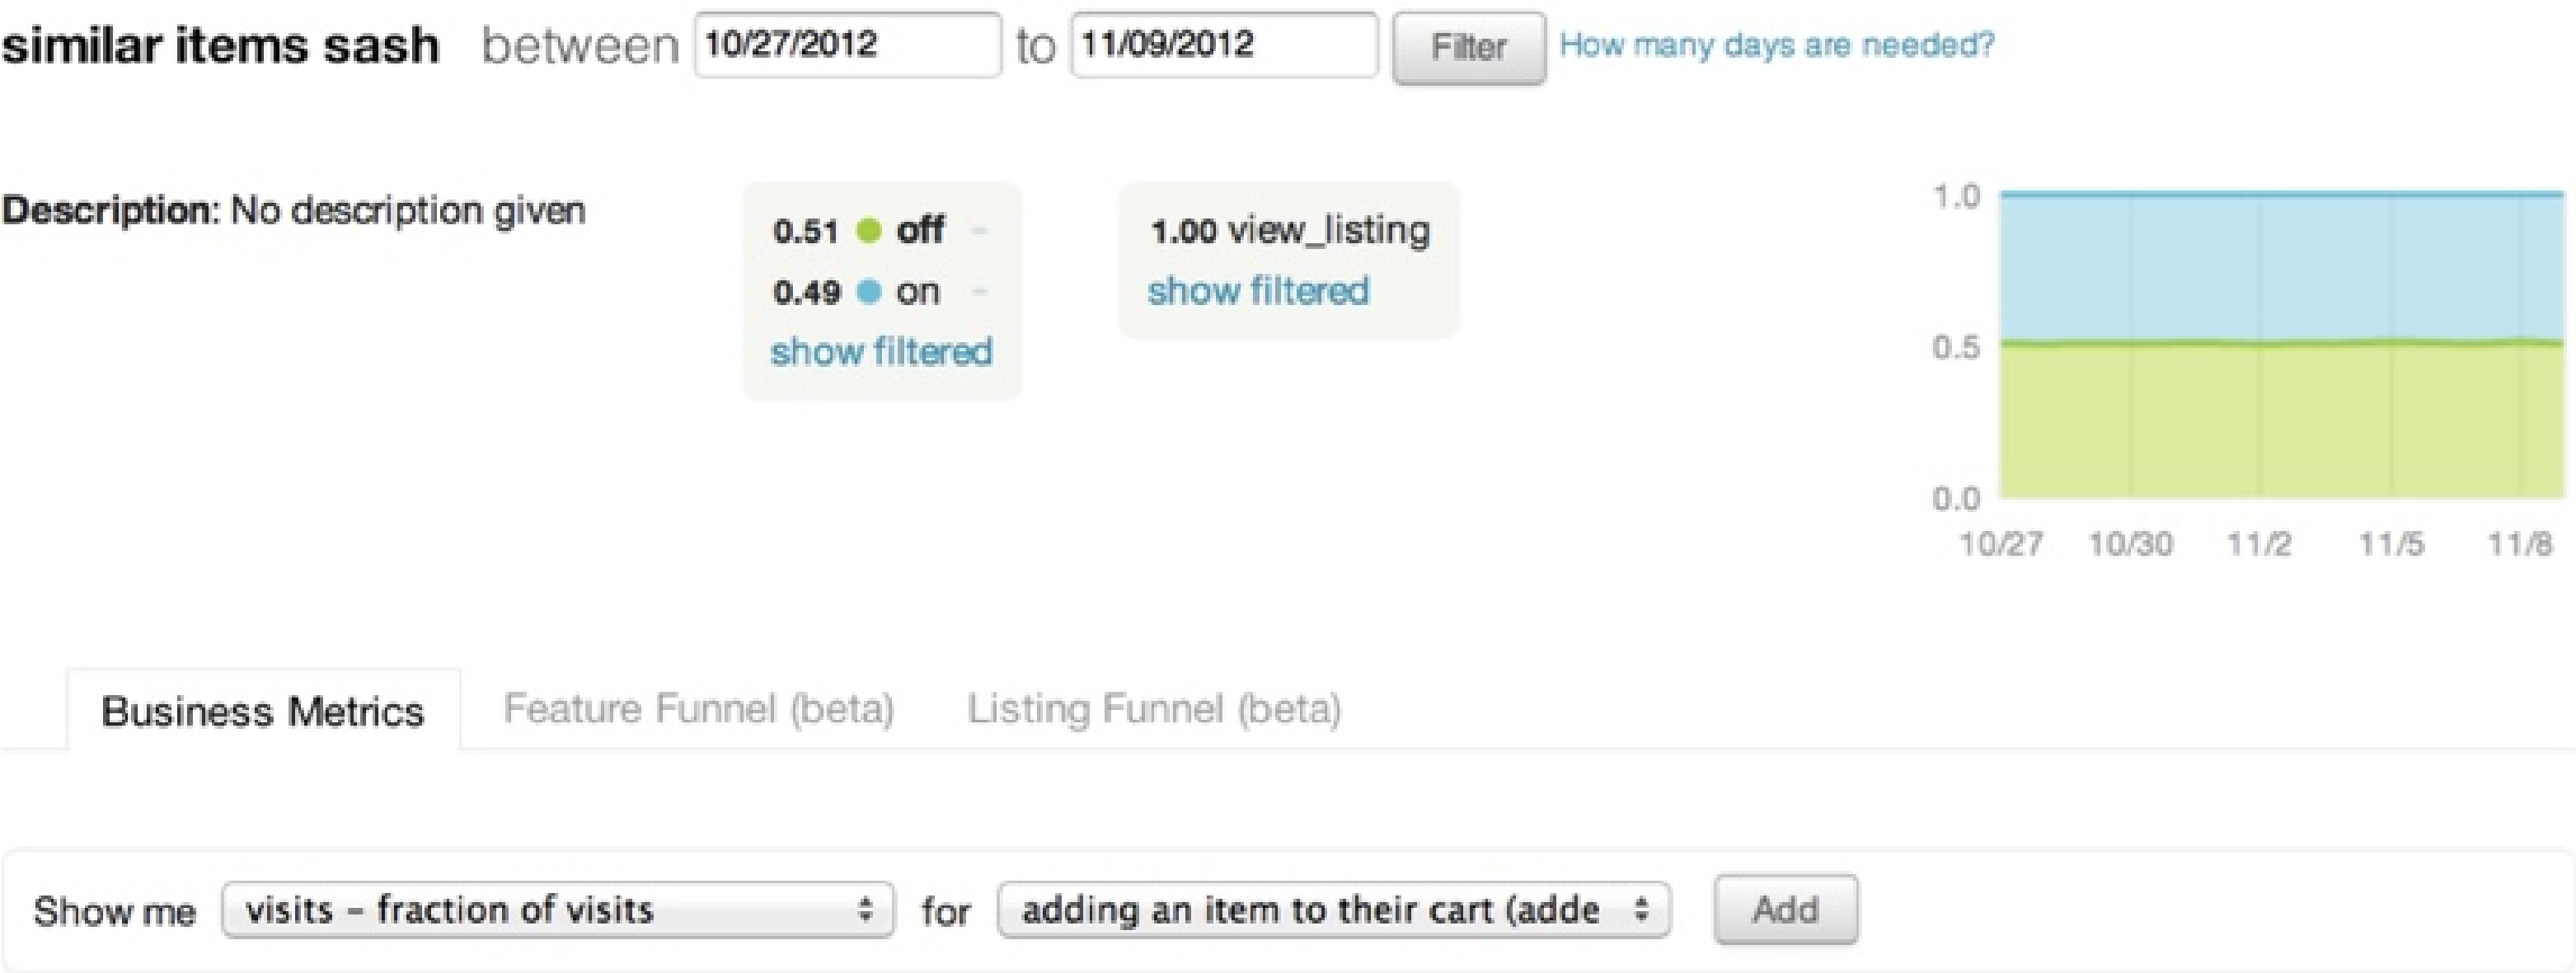 similar items sash between 10/27/2012 to 11/09/2012 Filter How many days are needed?
Description: No description given
0.51 off -
0.49 on -
show filtered
1.00 view_listing
show filtered
1.0
0.5
0.0
10/27 10/30 11/2 11/5 11/8
Business Metrics Feature Funnel (beta) Listing Funnel (beta)
Show me visits – fraction of visits for adding an item to their cart (adde Add